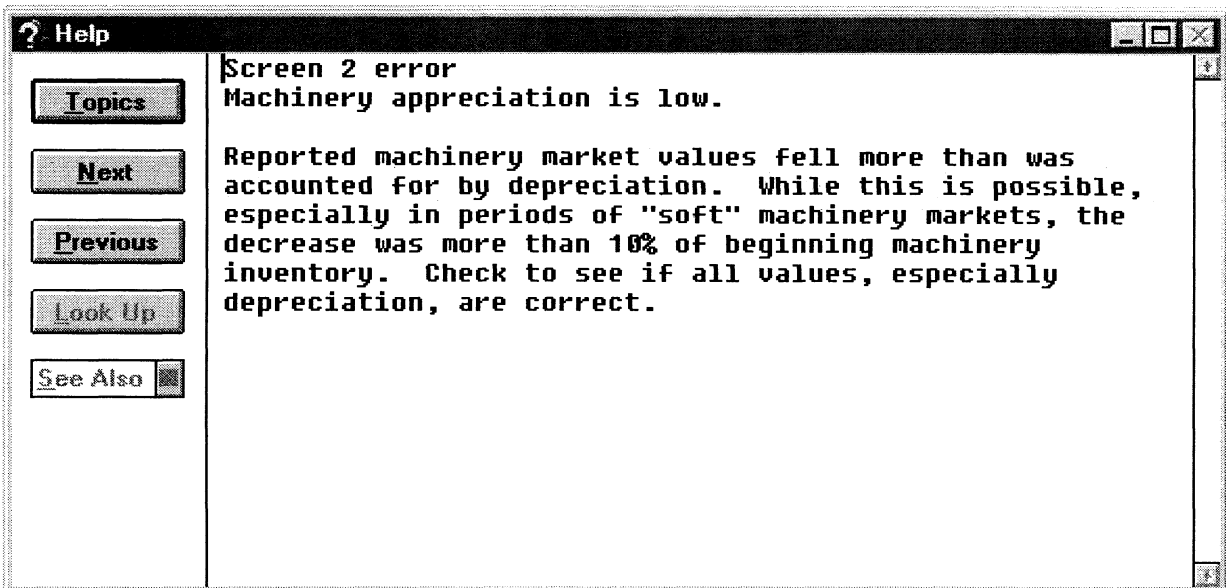 ? Help
Topics
Next
Previous
Look Up
See Also
Screen 2 error
Machinery appreciation is low.
Reported machinery market values fell more than was
accounted for by depreciation.  While this is possible,
especially in periods of "soft" machinery markets, the
decrease was more than 10% of beginning machinery
inventory.  Check to see if all values, especially
depreciation, are correct.